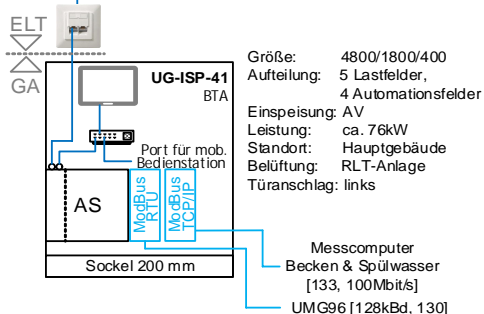 ELT
GA
UG-ISP-41
BTA
Port für mob.
Bedienstation
AS
ModBus
RTU
ModBus
TCP/IP
Sockel 200 mm
Größe: 4800/1800/400
Aufteilung: 5 Lastfelder,
4 Automationsfelder
Einspeisung: AV
Leistung: ca. 76kW
Standort: Hauptgebäude
Belüftung: RLT-Anlage
Türanschlag: links
Messcomputer
Becken & Spülwasser
[133, 100Mbit/s]
UMG96 [128kBd, 130]